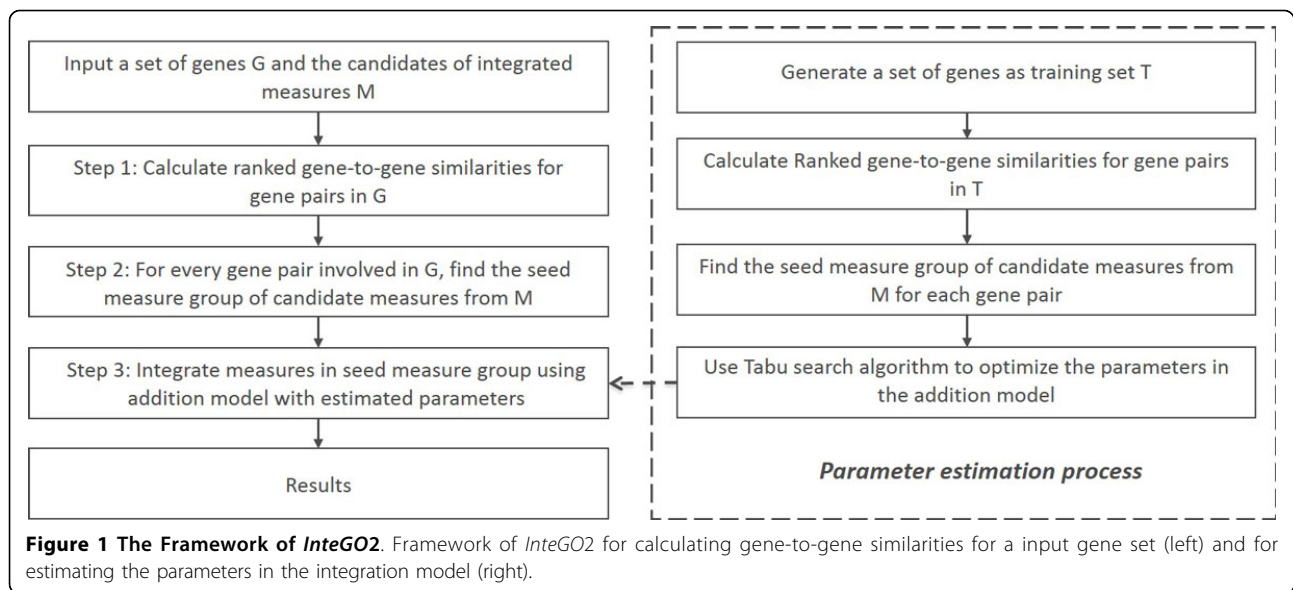 Input a set of genes G and the candidates of integrated
measures M
Step 1: Calculate ranked gene-to-gene similarities for
gene pairs in G
Step 2: For every gene pair involved in G, find the seed
measure group of candidate measures from M
Step 3: Integrate measures in seed measure group using
addition model with estimated parameters
Results
Generate a set of genes as training set T
Calculate Ranked gene-to-gene similarities for gene pairs
in T
Find the seed measure group of candidate measures from
M for each gene pair
Use Tabu search algorithm to optimize the parameters in
the addition model
Parameter estimation process
Figure 1 The Framework of InteGO2. Framework of InteGO2 for calculating gene-to-gene similarities for a input gene set (left) and for
estimating the parameters in the integration model (right).